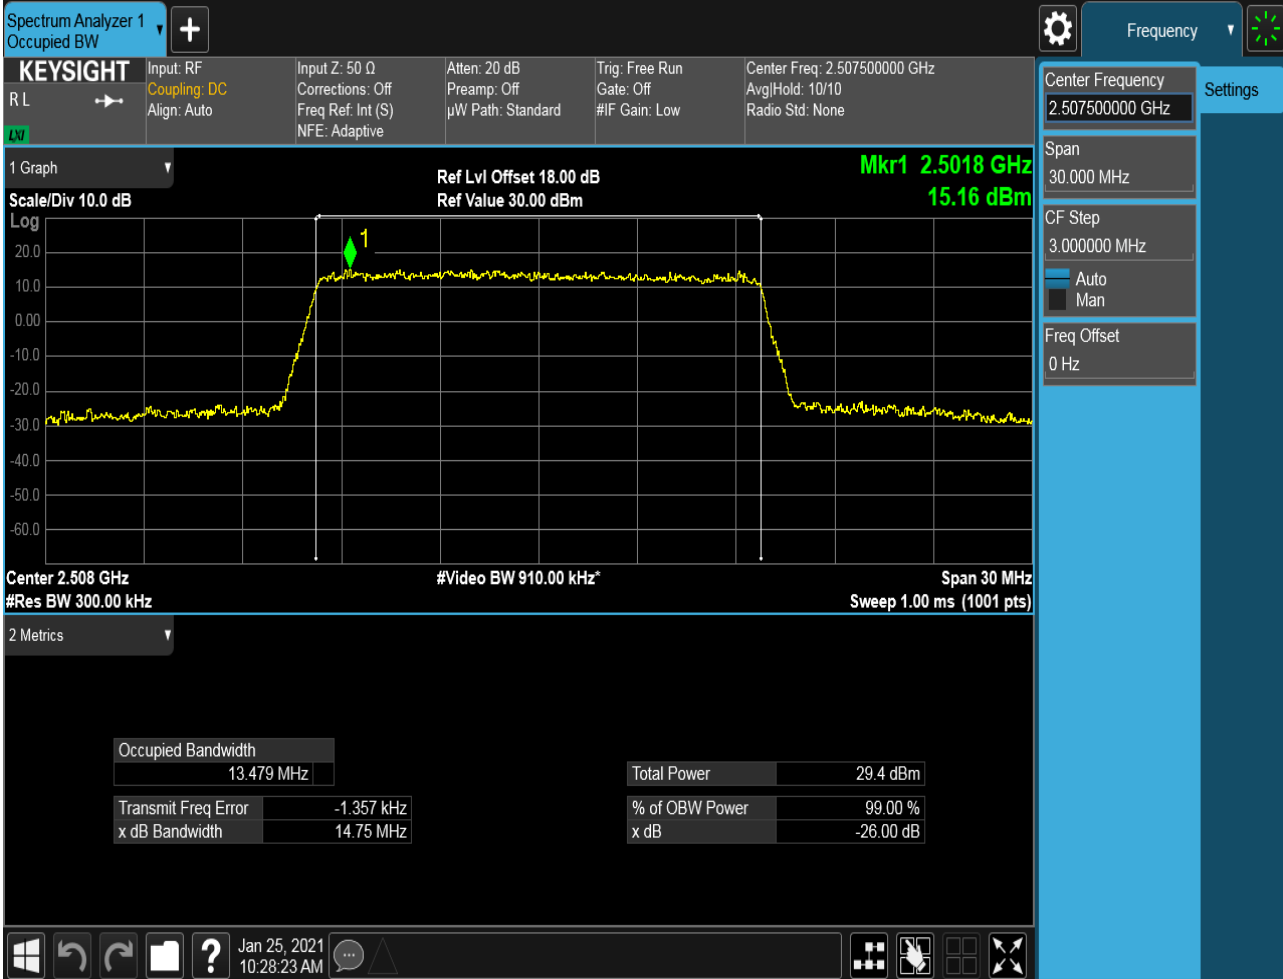 Spectrum Analyzer 1
Occupied BW
Frequency
KEYSIGHT
R L
LXI
Input: RF
Coupling: DC
Align: Auto
Input Z: 50 Ω
Corrections: Off
Freq Ref: Int (S)
NFE: Adaptive
Atten: 20 dB
Preamp: Off
µW Path: Standard
Trig: Free Run
Gate: Off
#IF Gain: Low
Center Freq: 2.507500000 GHz
Avg|Hold: 10/10
Radio Std: None
Center Frequency
2.507500000 GHz
Settings
Span
30.000 MHz
CF Step
3.000000 MHz
Auto
Man
Freq Offset
0 Hz
1 Graph
Ref Lvl Offset 18.00 dB
Mkr1 2.5018 GHz
Scale/Div 10.0 dB
Ref Value 30.00 dBm
15.16 dBm
Log
1
20.0
10.0
0.00
-10.0
-20.0
-30.0
-40.0
-50.0
-60.0
Center 2.508 GHz
#Video BW 910.00 kHz*
Span 30 MHz
#Res BW 300.00 kHz
Sweep 1.00 ms (1001 pts)
2 Metrics
Occupied Bandwidth
13.479 MHz
Total Power 29.4 dBm
Transmit Freq Error -1.357 kHz
% of OBW Power 99.00 %
x dB Bandwidth 14.75 MHz
x dB -26.00 dB
?
Jan 25, 2021
10:28:23 AM